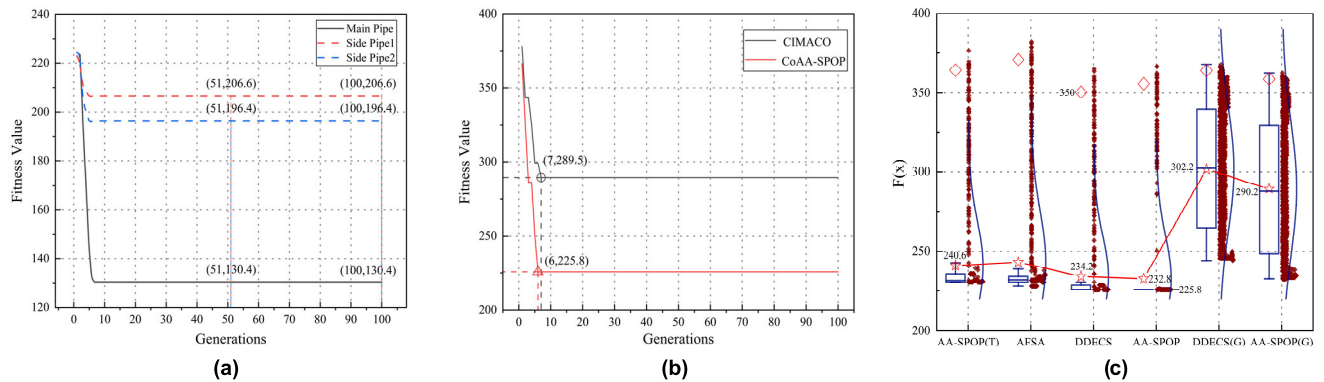 240
220
200
180
160
140
120
Fitness Value
0 10 20 30 40 50 60 70 80 90 100
Generations
Main Pipe
Side Pipe1
Side Pipe2
(51,206.6) (100,206.6)
(51,196.4) (100,196.4)
(51,130.4) (100,130.4)
(a)
400
350
300
250
200
Fitness Value
0 10 20 30 40 50 60 70 80 90 100
Generations
CIMACO
CoAA-SPOP
(7,289.5)
(6,225.8)
(b)
400
350
300
250
200
F(x)
350
302.2
290.2
240.6
234.2
232.8
225.8
AA-SPOP(T) AFSA DDECS AA-SPOP DDECS(G) AA-SPOP(G)
(c)